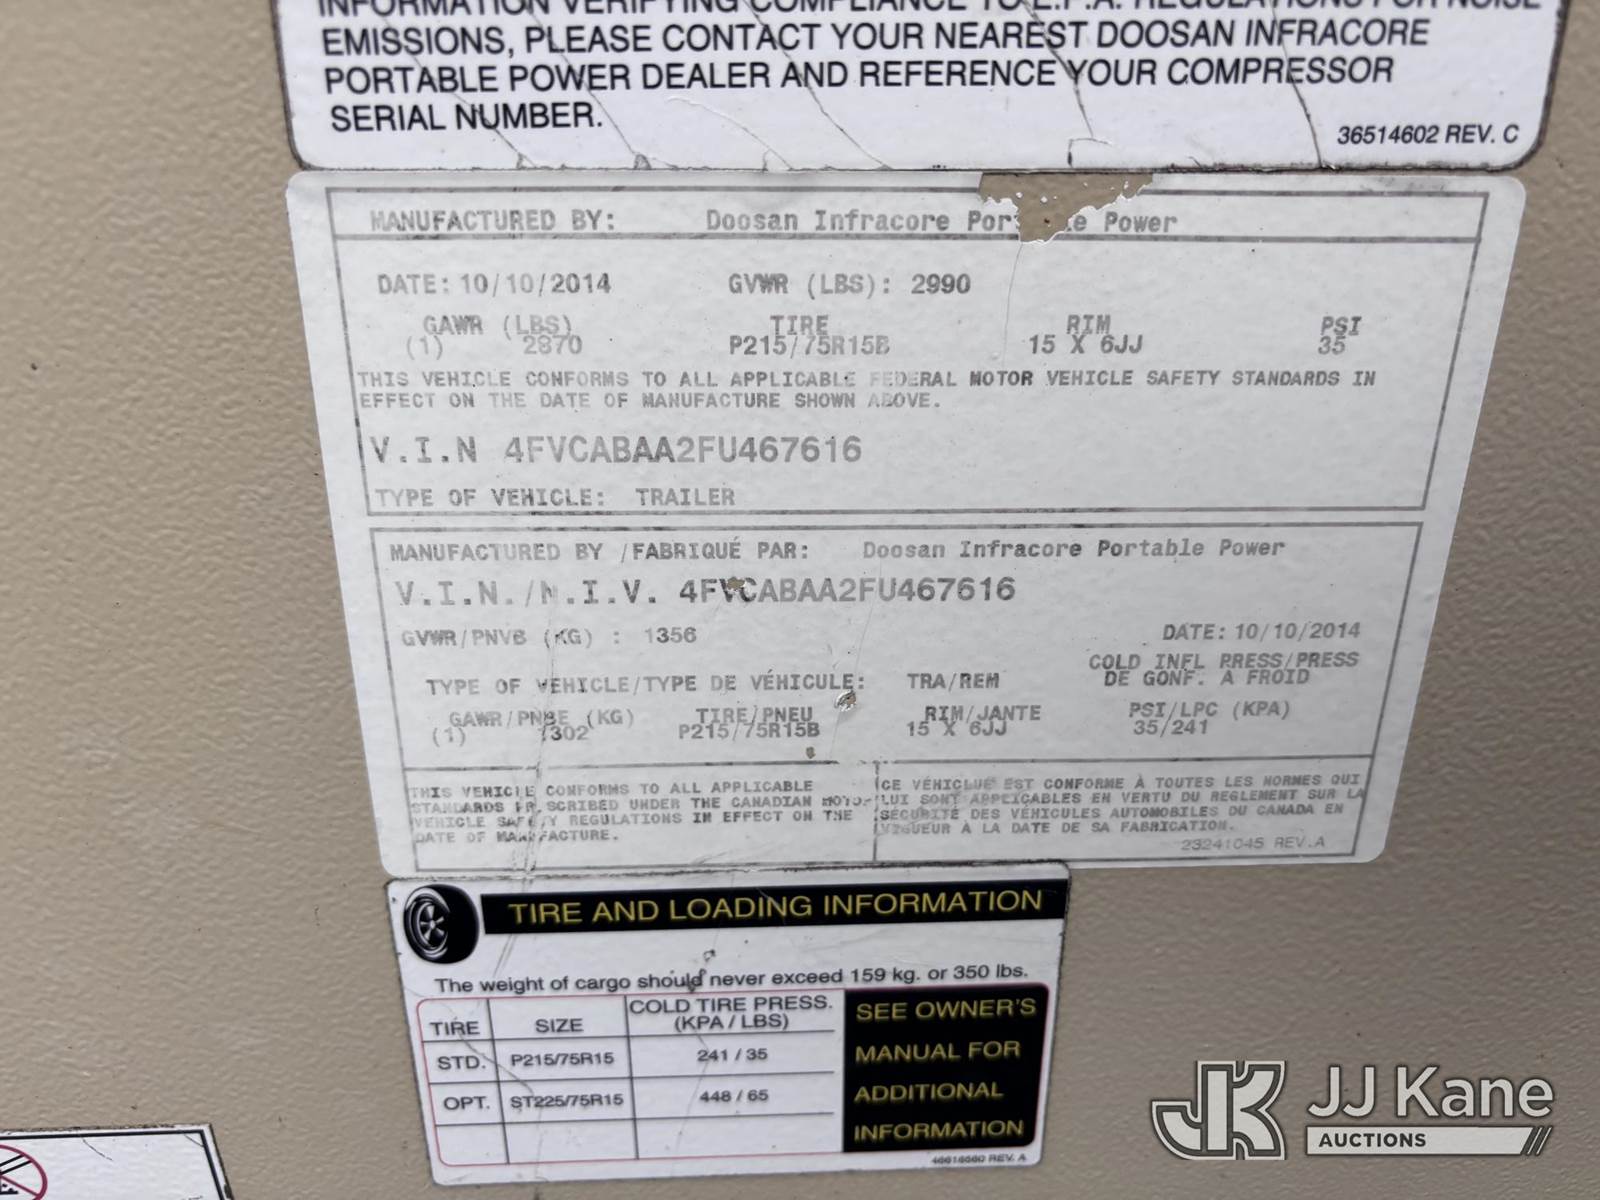 INFORMATION VERIFYING COMPLIANCE TO E.P.A. REGULATIONS FOR NOISE
EMISSIONS, PLEASE CONTACT YOUR NEAREST DOOSAN INFRACORE
PORTABLE POWER DEALER AND REFERENCE YOUR COMPRESSOR
SERIAL NUMBER.
36514602 REV. C
MANUFACTURED BY: Doosan Infracore Por e Power
DATE: 10/10/2014 GVWR (LBS): 2990
GAWR (LBS) TIRE RIM PSI
(1) 2870 P215/75R15B 15 X 6JJ 35
THIS VEHICLE CONFORMS TO ALL APPLICABLE FEDERAL MOTOR VEHICLE SAFETY STANDARDS IN
EFFECT ON THE DATE OF MANUFACTURE SHOWN ABOVE.
V.I.N 4FVCABAA2FU467616
TYPE OF VEHICLE: TRAILER
MANUFACTURED BY /FABRIQUÉ PAR: Doosan Infracore Portable Power
V.I.N./N.I.V. 4FVCABAA2FU467616
GVWR/PNVB (KG) : 1356 DATE: 10/10/2014
TYPE OF VEHICLE/TYPE DE VÉHICULE: TRA/REM
COLD INFL PRESS/PRESS
DE GONF. A FROID
GAWR/PNBE (KG) TIRE/PNEU RIM/JANTE PSI/LPC (KPA)
(1) 1302 P215/75R15B 15 X 6JJ 35/241
THIS VEHICLE CONFORMS TO ALL APPLICABLE
STANDARDS PRESCRIBED UNDER THE CANADIAN MOTOR
VEHICLE SAFETY REGULATIONS IN EFFECT ON THE
DATE OF MANUFACTURE.
CE VÉHICLUE EST CONFORME À TOUTES LES NORMES QUI
LUI SONT APPLICABLES EN VERTU DU REGLEMENT SUR LA
SÉCURITÉ DES VÉHICULES AUTOMOBILES DU CANADA EN
VIGUEUR À LA DATE DE SA FABRICATION.
23241045 REV.A
TIRE AND LOADING INFORMATION
The weight of cargo should never exceed 159 kg. or 350 lbs.
TIRE SIZE COLD TIRE PRESS.
(KPA / LBS)
STD. P215/75R15 241 / 35
OPT. ST225/75R15 448 / 65
SEE OWNER'S
MANUAL FOR
ADDITIONAL
INFORMATION
46616560 REV. A
JK JJ Kane
AUCTIONS